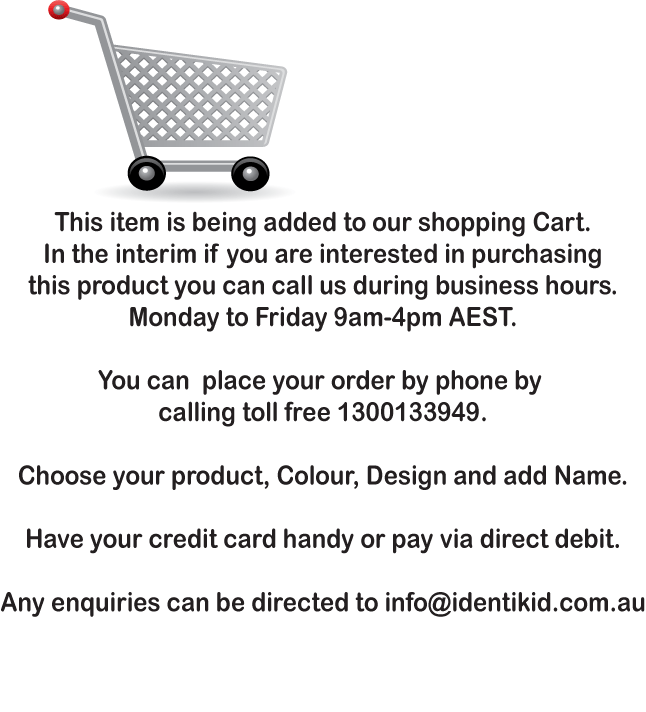 This item is being added to our shopping Cart.
In the interim if you are interested in purchasing
this product you can call us during business hours.
Monday to Friday 9am-4pm AEST.
You can place your order by phone by
calling toll free 1300133949.
Choose your product, Colour, Design and add Name.
Have your credit card handy or pay via direct debit.
Any enquiries can be directed to info@identikid.com.au